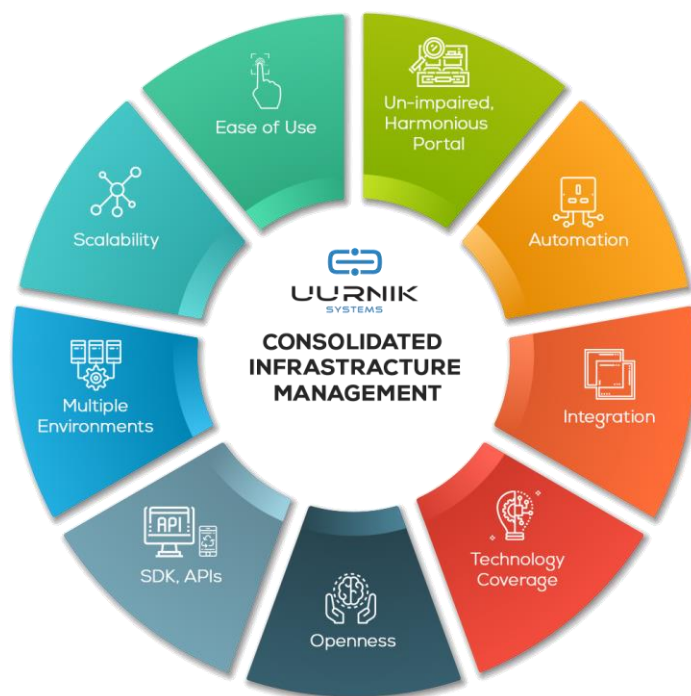 Ease of Use
Un-impaired,
Harmonious
Portal
Automation
Integration
Technology
Coverage
Openness
API
SDK, APIs
Multiple
Environments
Scalability
UURNIK
SYSTEMS
CONSOLIDATED
INFRASTRACTURE
MANAGEMENT